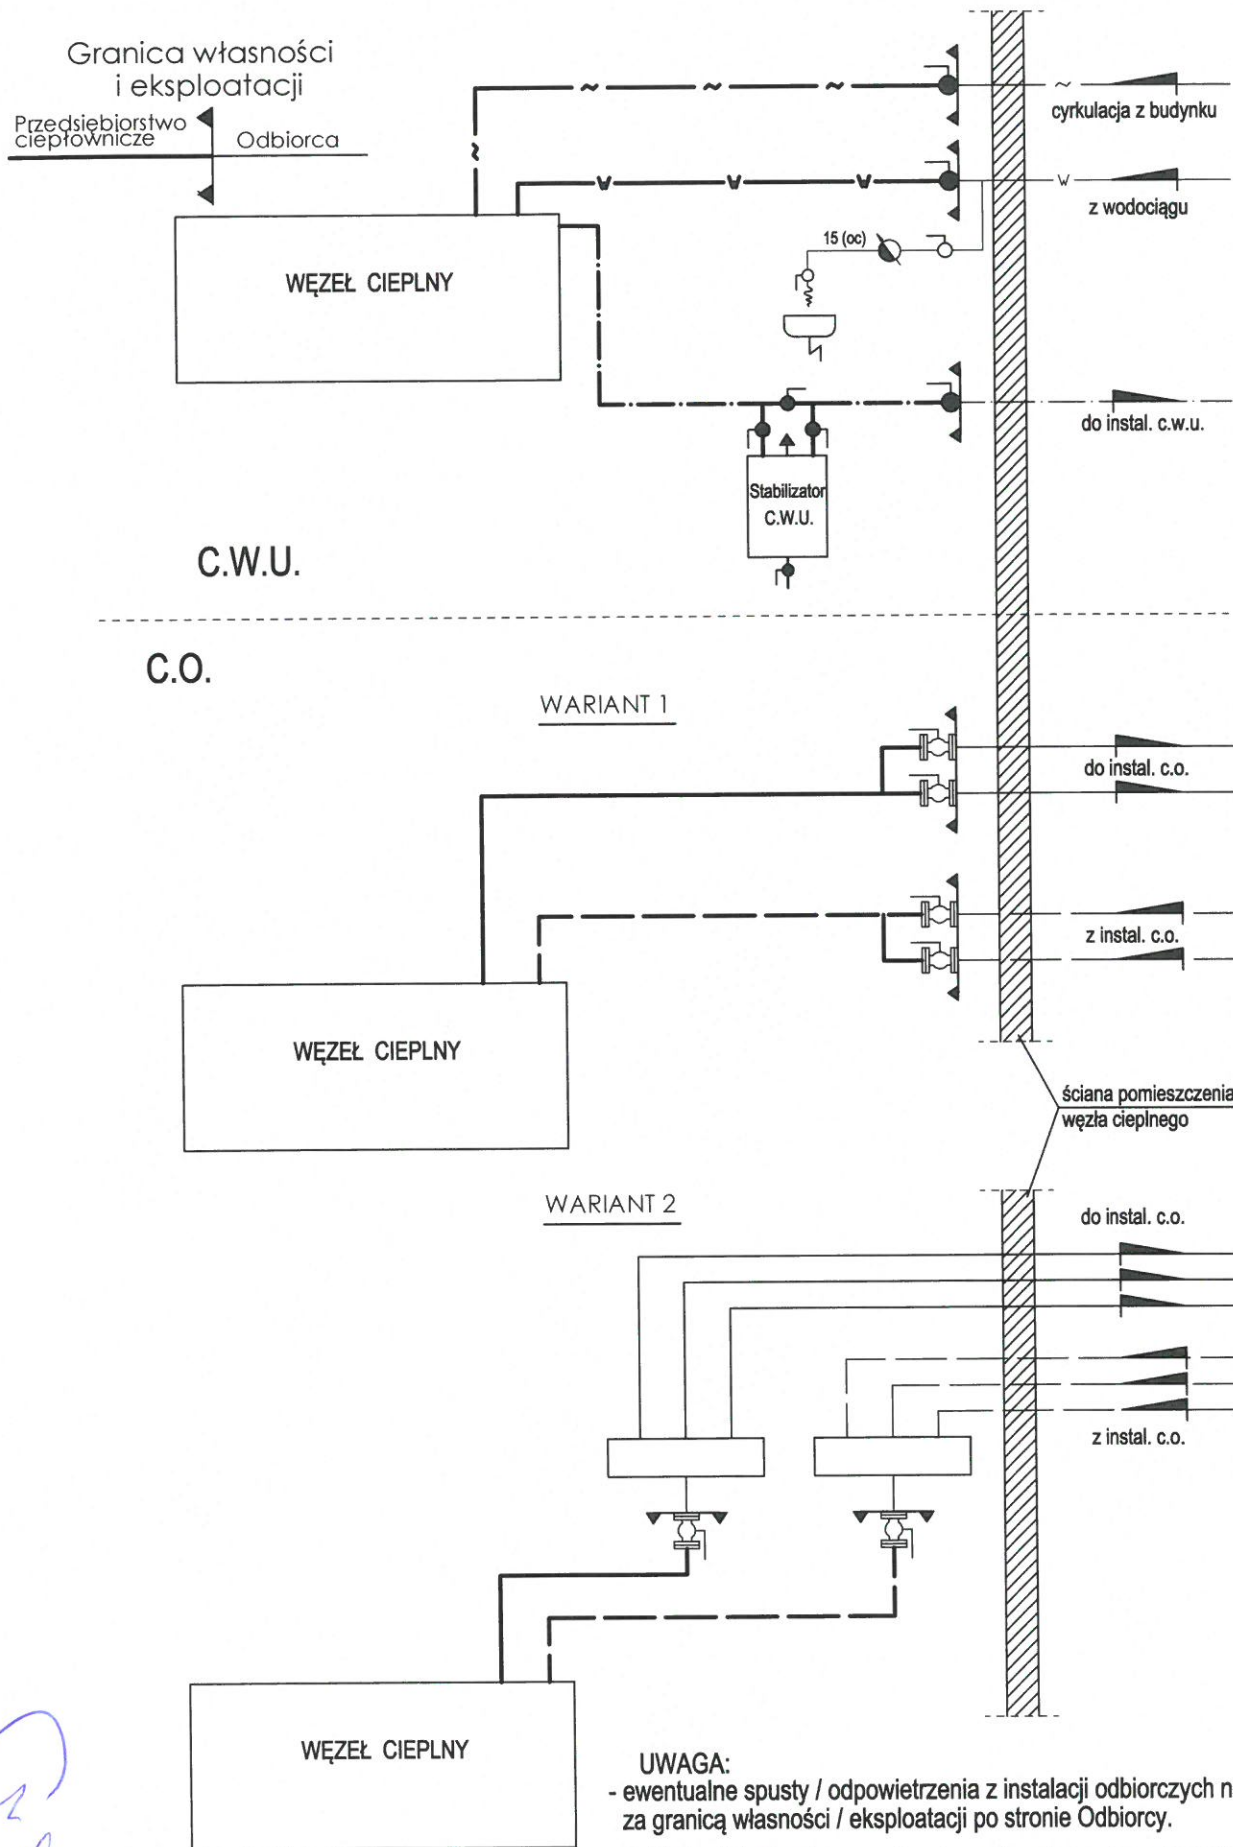 Granica własności
i eksploatacji
Przedsiębiorstwo
ciepłownicze
Odbiorca
cyrkulacja z budynku
z wodociągu
15 (oc)
WĘZEŁ CIEPLNY
do instal. c.w.u.
Stabilizator
C.W.U.
C.W.U.
C.O.
WARIANT 1
do instal. c.o.
z instal. c.o.
WĘZEŁ CIEPLNY
ściana pomieszczenia
węzła cieplnego
WARIANT 2
do instal. c.o.
z instal. c.o.
WĘZEŁ CIEPLNY
UWAGA:
- ewentualne spusty / odpowietrzenia z instalacji odbiorczych
za granicą własności / eksploatacji po stronie Odbiorcy.